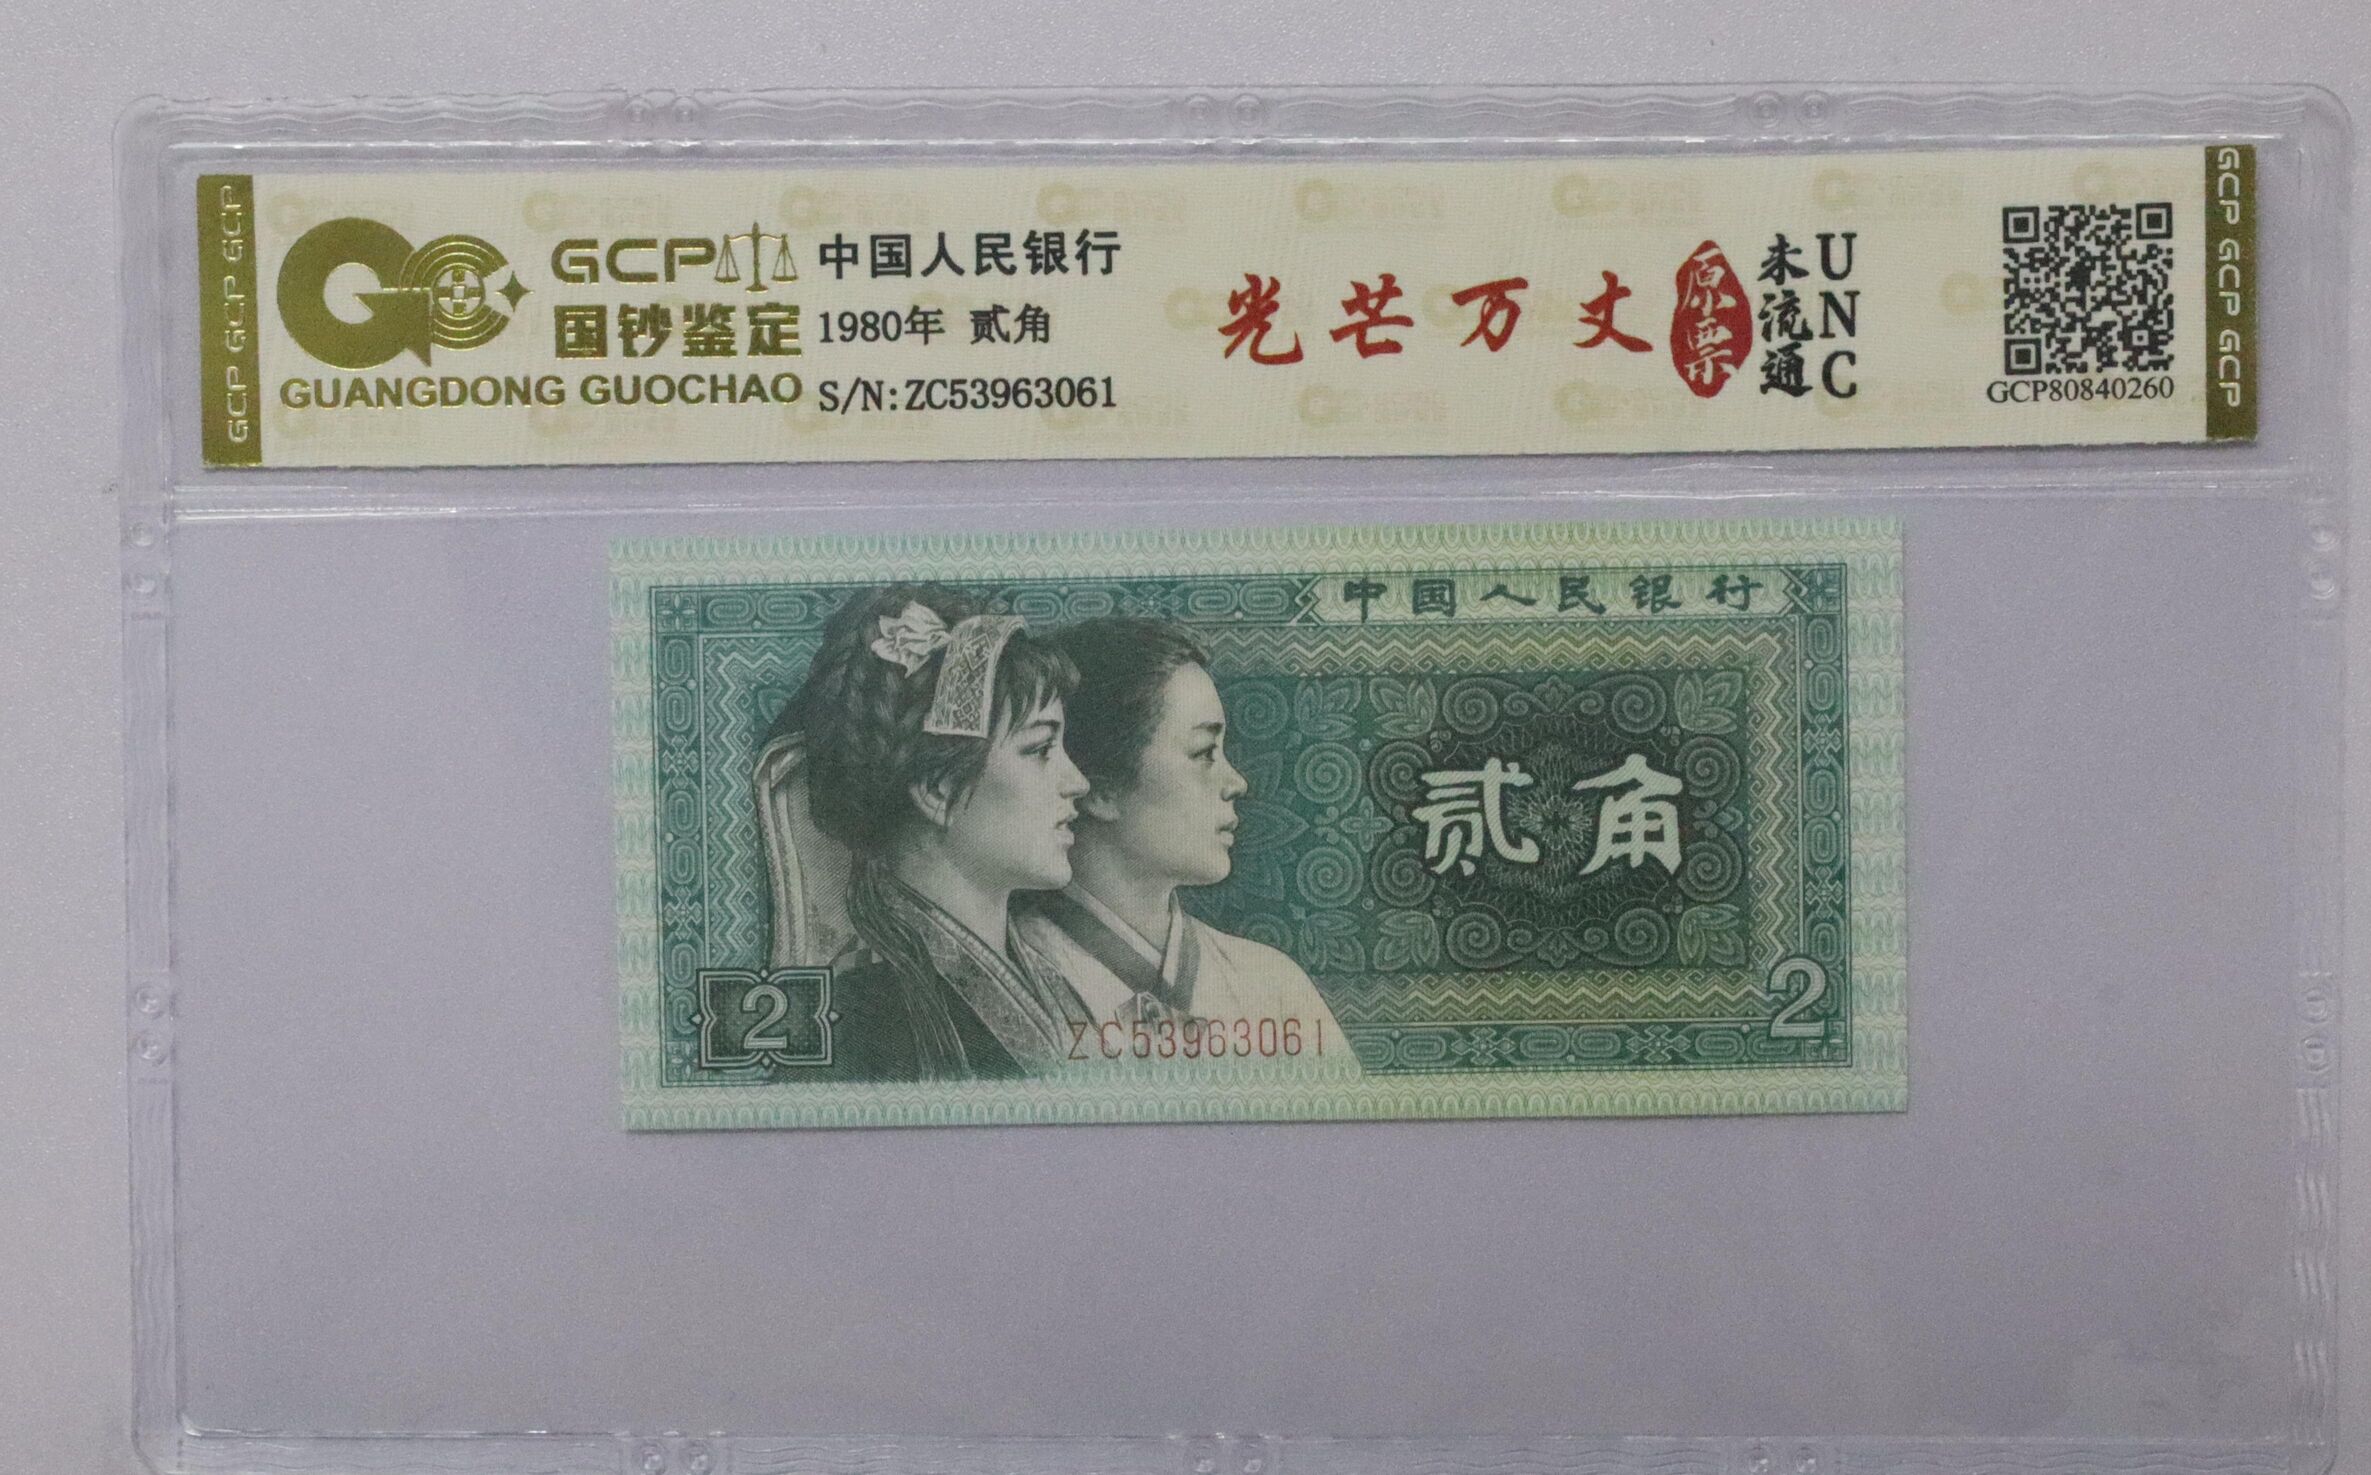 GCP GCP GCP
GCP
国钞鉴定
GUANGDONG GUOCHAO
中国人民银行
1980年 贰角
S/N:ZC53963061
光芒万丈
原票
未流通
UNC
GCP80840260
GCP GCP GCP
中国人民银行
贰角
2
2
ZC53963061